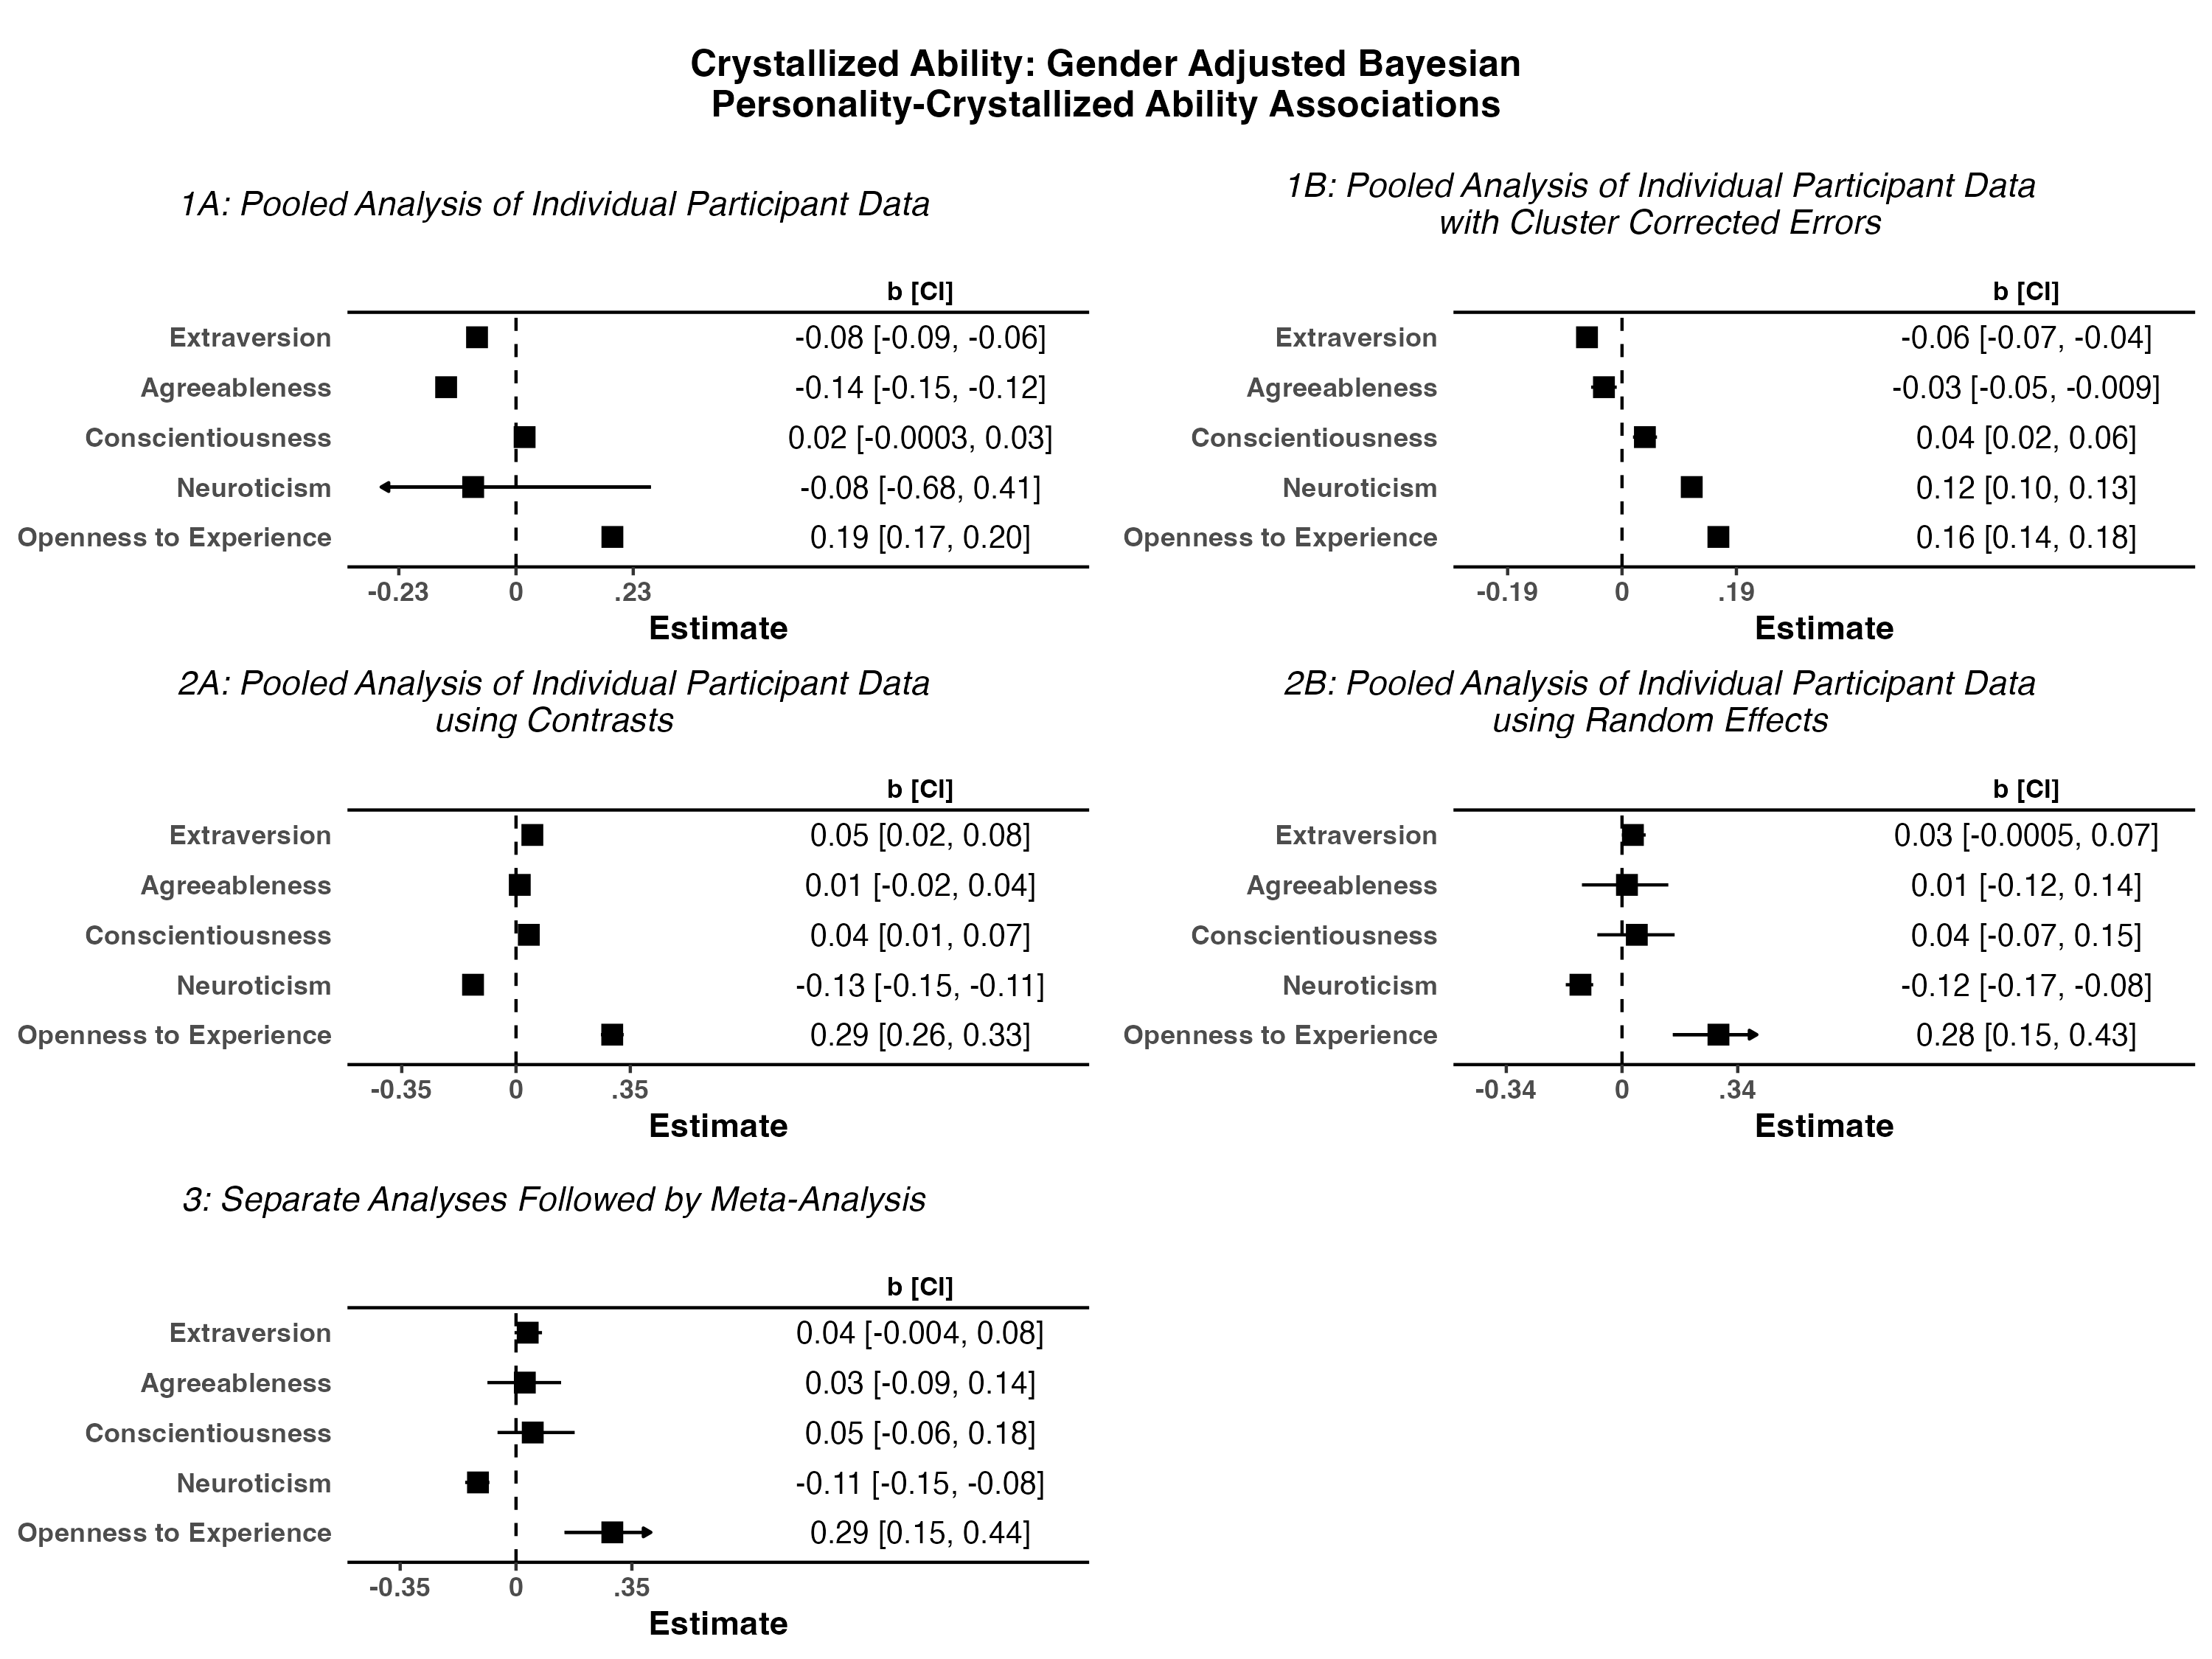 Crystallized Ability: Gender Adjusted Bayesian
Personality-Crystallized Ability Associations
1A: Pooled Analysis of Individual Participant Data
b [CI]
Extraversion -0.08 [-0.09, -0.06]
Agreeableness -0.14 [-0.15, -0.12]
Conscientiousness 0.02 [-0.0003, 0.03]
Neuroticism -0.08 [-0.68, 0.41]
Openness to Experience 0.19 [0.17, 0.20]
-0.23 0 .23
Estimate
1B: Pooled Analysis of Individual Participant Data
with Cluster Corrected Errors
b [CI]
Extraversion -0.06 [-0.07, -0.04]
Agreeableness -0.03 [-0.05, -0.009]
Conscientiousness 0.04 [0.02, 0.06]
Neuroticism 0.12 [0.10, 0.13]
Openness to Experience 0.16 [0.14, 0.18]
-0.19 0 .19
Estimate
2A: Pooled Analysis of Individual Participant Data
using Contrasts
b [CI]
Extraversion 0.05 [0.02, 0.08]
Agreeableness 0.01 [-0.02, 0.04]
Conscientiousness 0.04 [0.01, 0.07]
Neuroticism -0.13 [-0.15, -0.11]
Openness to Experience 0.29 [0.26, 0.33]
-0.35 0 .35
Estimate
2B: Pooled Analysis of Individual Participant Data
using Random Effects
b [CI]
Extraversion 0.03 [-0.0005, 0.07]
Agreeableness 0.01 [-0.12, 0.14]
Conscientiousness 0.04 [-0.07, 0.15]
Neuroticism -0.12 [-0.17, -0.08]
Openness to Experience 0.28 [0.15, 0.43]
-0.34 0 .34
Estimate
3: Separate Analyses Followed by Meta-Analysis
b [CI]
Extraversion 0.04 [-0.004, 0.08]
Agreeableness 0.03 [-0.09, 0.14]
Conscientiousness 0.05 [-0.06, 0.18]
Neuroticism -0.11 [-0.15, -0.08]
Openness to Experience 0.29 [0.15, 0.44]
-0.35 0 .35
Estimate